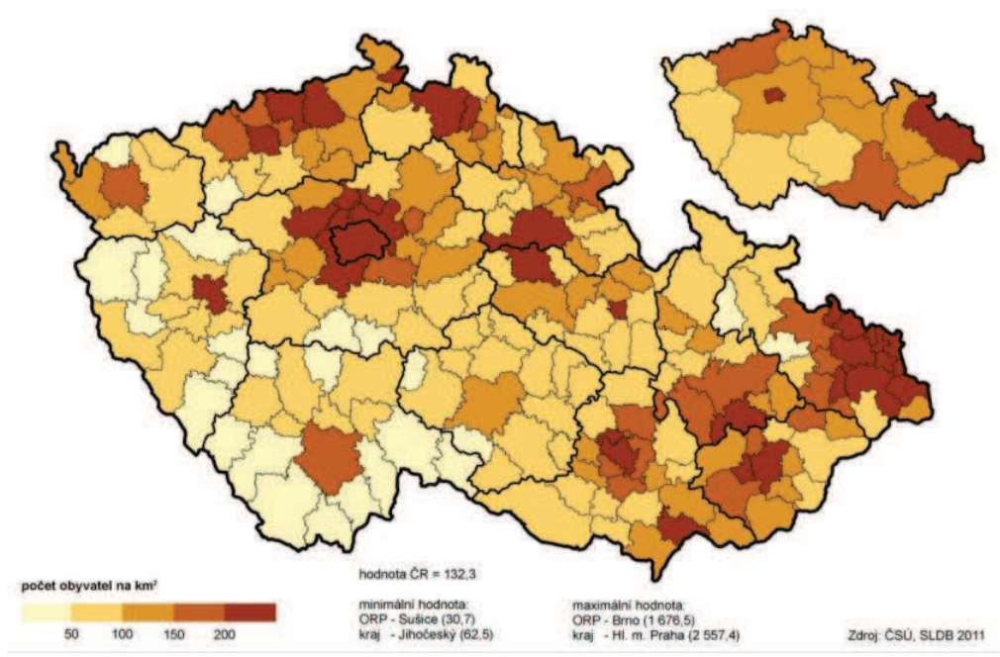 počet obyvatel na km²
50 100 150 200
hodnota ČR = 132,3
minimální hodnota:
ORP - Sušice (30,7)
kraj - Jihočeský (62,5)
maximální hodnota:
ORP - Brno (1 676,5)
kraj - Hl. m. Praha (2 557,4)
Zdroj: ČSÚ, SLDB 2011